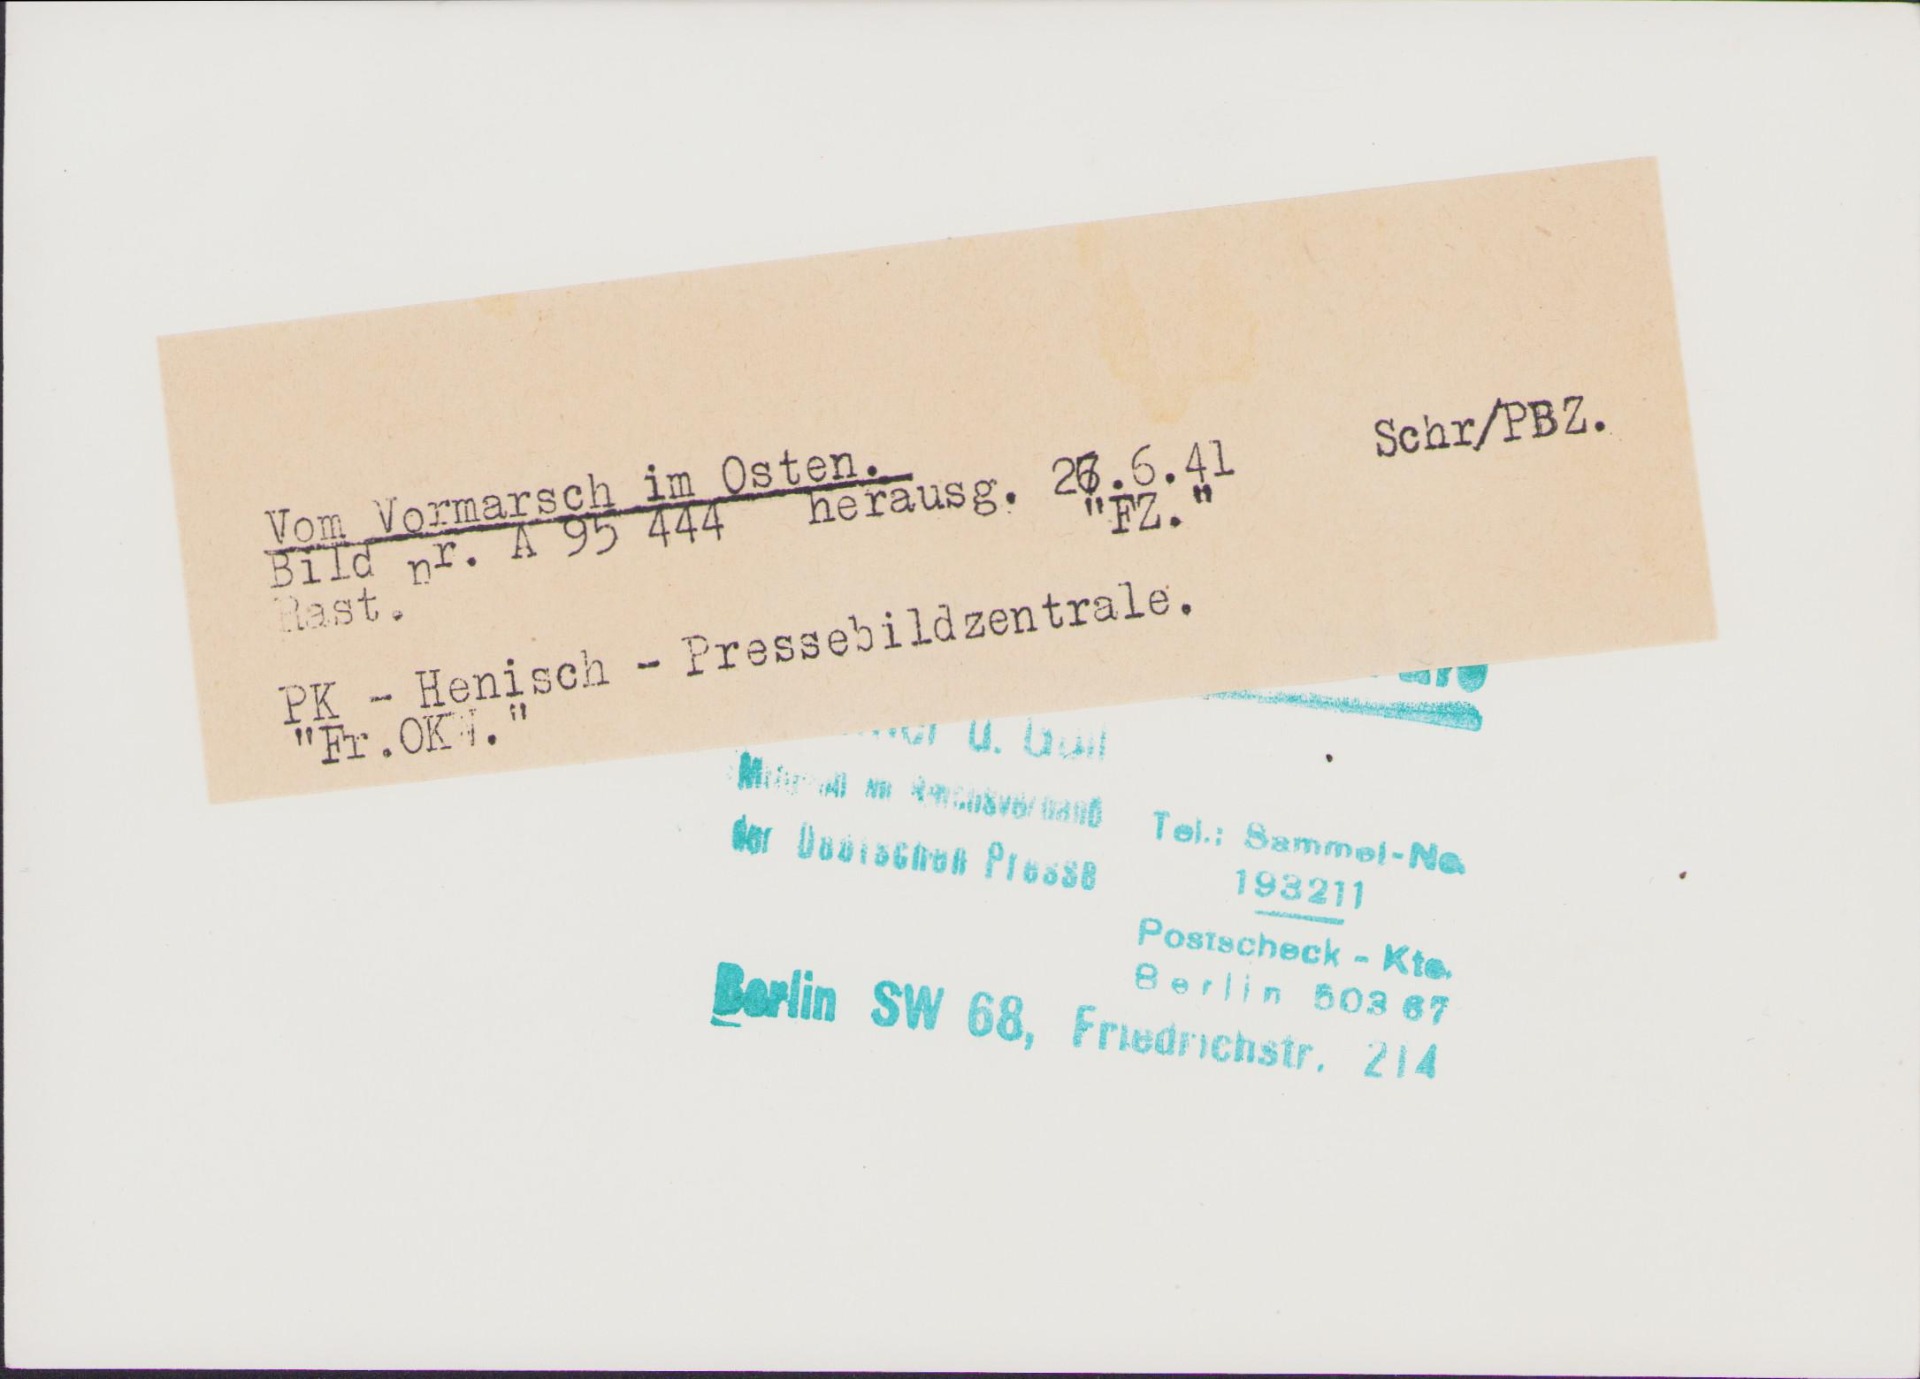 Schr/PBZ.
Vom Vormarsch im Osten.
Bild nr. A 95 444 herausg. .6.41
"FZ."
Rast.
PK - Henisch - Pressebildzentrale.
"Fr.OKW."
u.
im Reichsverband
der Deutschen Presse
Tel.: Sammel-No.
193211
Postscheck - Kto.
Berlin 503 67
Berlin SW 68, Friedrichstr. 214